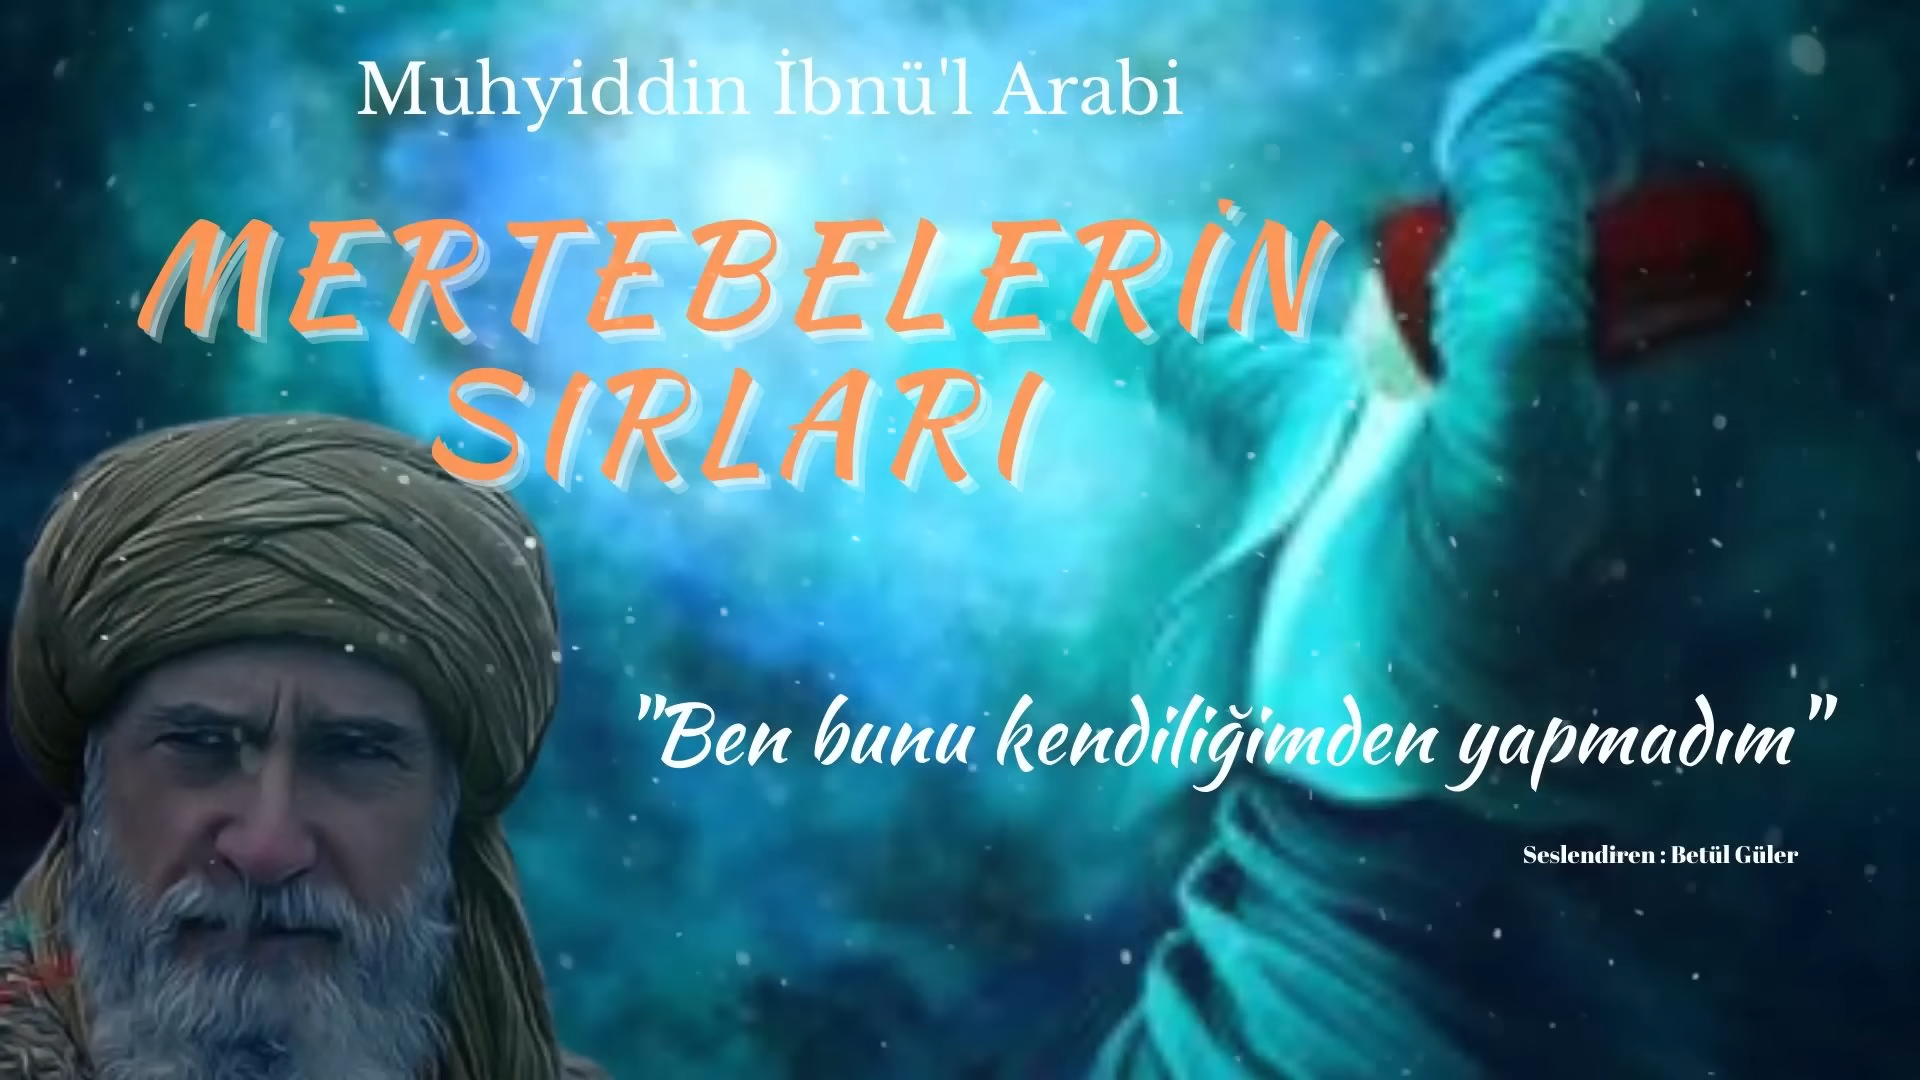 Muhyiddin İbnü'l Arabi
MERTEBELERİN
SIRLARI
"Ben bunu kendiliğimden yapmadım"
Seslendiren : Betül Güler